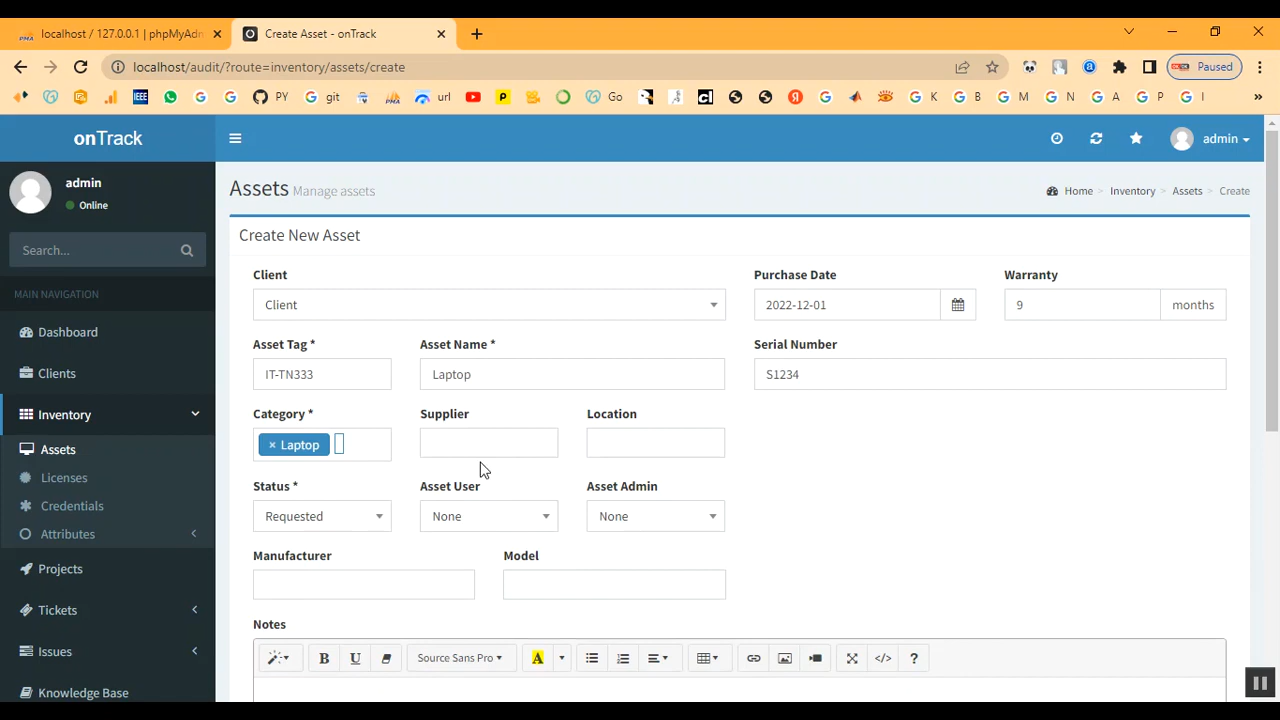 localhost / 127.0.0.1 | phpMyAdn
Create Asset - onTrack
localhost/audit/?route=inventory/assets/create
Paused
IEEE
PY
git
url
Go
K
B
M
N
A
P
I
onTrack
admin
admin
Online
Assets Manage assets
Home > Inventory > Assets > Create
Search...
Create New Asset
MAIN NAVIGATION
Dashboard
Clients
Inventory
Assets
Licenses
Credentials
Attributes
Projects
Tickets
Issues
Knowledge Base
Client
Purchase Date
Warranty
Client
2022-12-01
9
months
Asset Tag *
Asset Name *
Serial Number
IT-TN333
Laptop
S1234
Category *
Supplier
Location
× Laptop
Status *
Asset User
Asset Admin
Requested
None
None
Manufacturer
Model
Notes
B
U
Source Sans Pro
A
</>
?